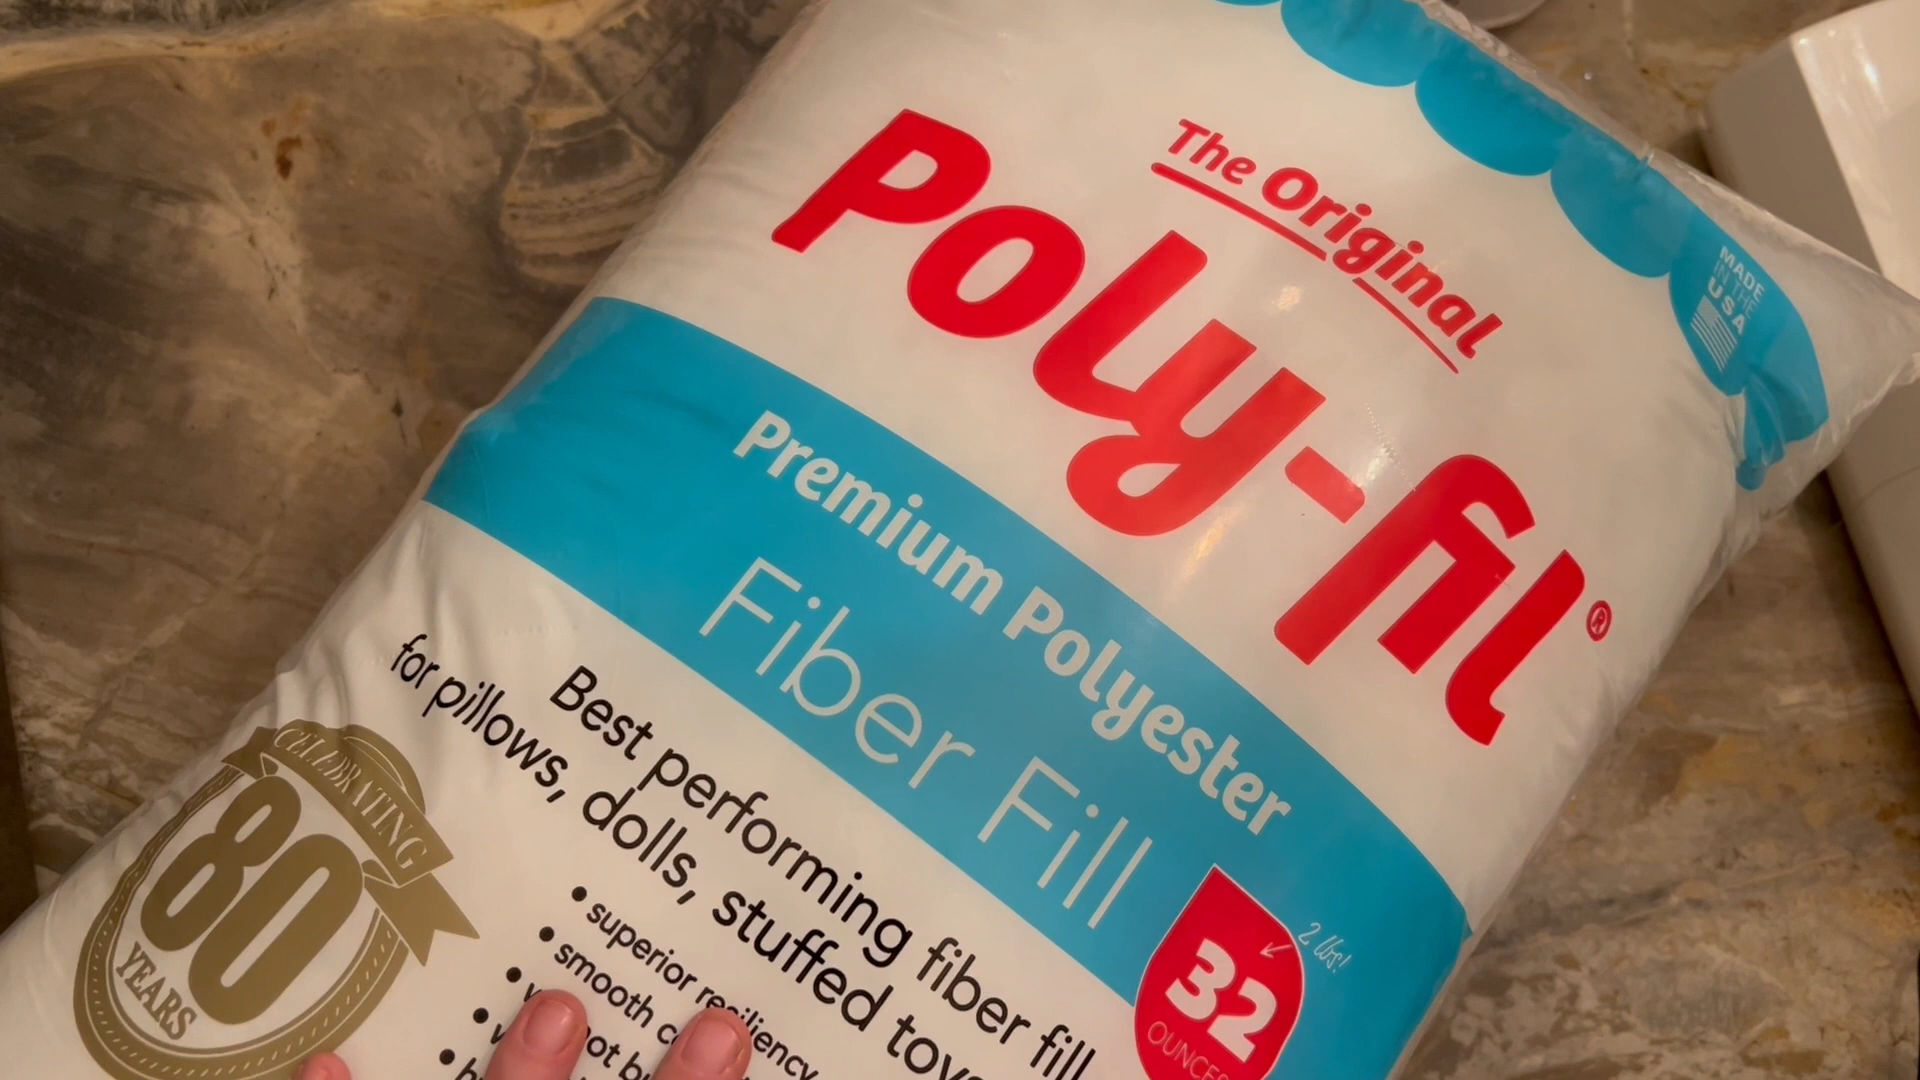 The Original
Poly-fil®
MADE
IN THE
USA
Premium Polyester
Fiber Fill
32
OUNCES
2 lbs!
Best performing fiber fill
for pillows, dolls, stuffed toys
• superior resiliency
• smooth
• not
CELEBRATING
80
YEARS